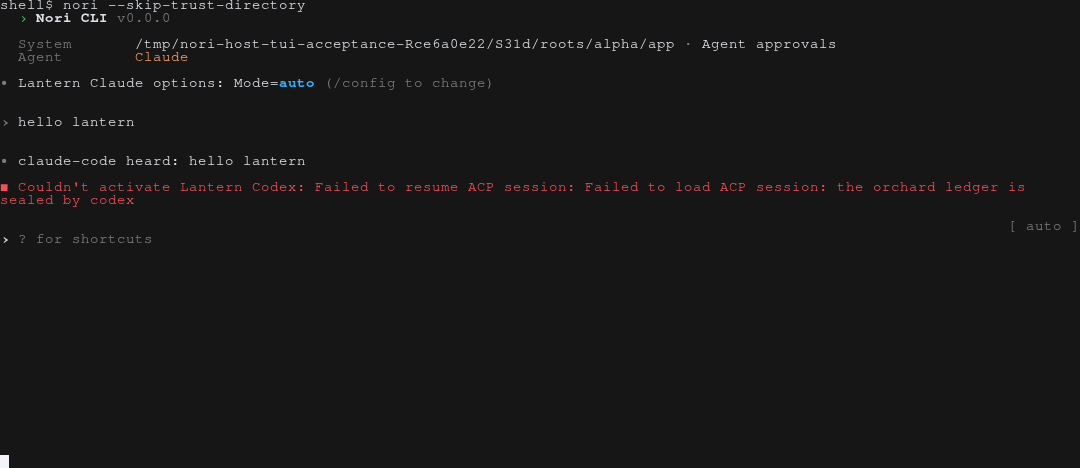 shell$ nori --skip-trust-directory
› Nori CLI v0.0.0
System /tmp/nori-host-tui-acceptance-Rce6a0e22/S31d/roots/alpha/app · Agent approvals
Agent Claude
• Lantern Claude options: Mode=auto (/config to change)
› hello lantern
• claude-code heard: hello lantern
■ Couldn't activate Lantern Codex: Failed to resume ACP session: Failed to load ACP session: the orchard ledger is
sealed by codex
[ auto ]
› ? for shortcuts